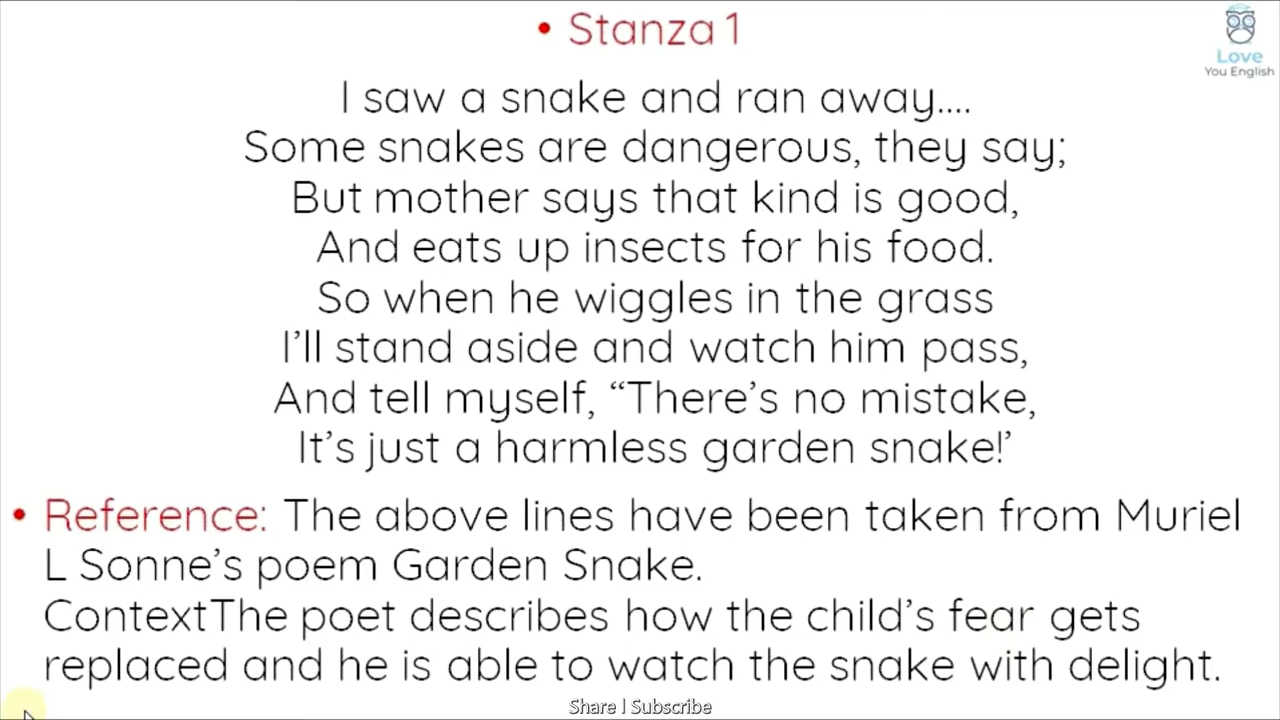 • Stanza 1
Love
You English
I saw a snake and ran away....
Some snakes are dangerous, they say;
But mother says that kind is good,
And eats up insects for his food.
So when he wiggles in the grass
I'll stand aside and watch him pass,
And tell myself, “There's no mistake,
It's just a harmless garden snake!’
• Reference: The above lines have been taken from Muriel
L Sonne's poem Garden Snake.
ContextThe poet describes how the child's fear gets
replaced and he is able to watch the snake with delight.
Share | Subscribe